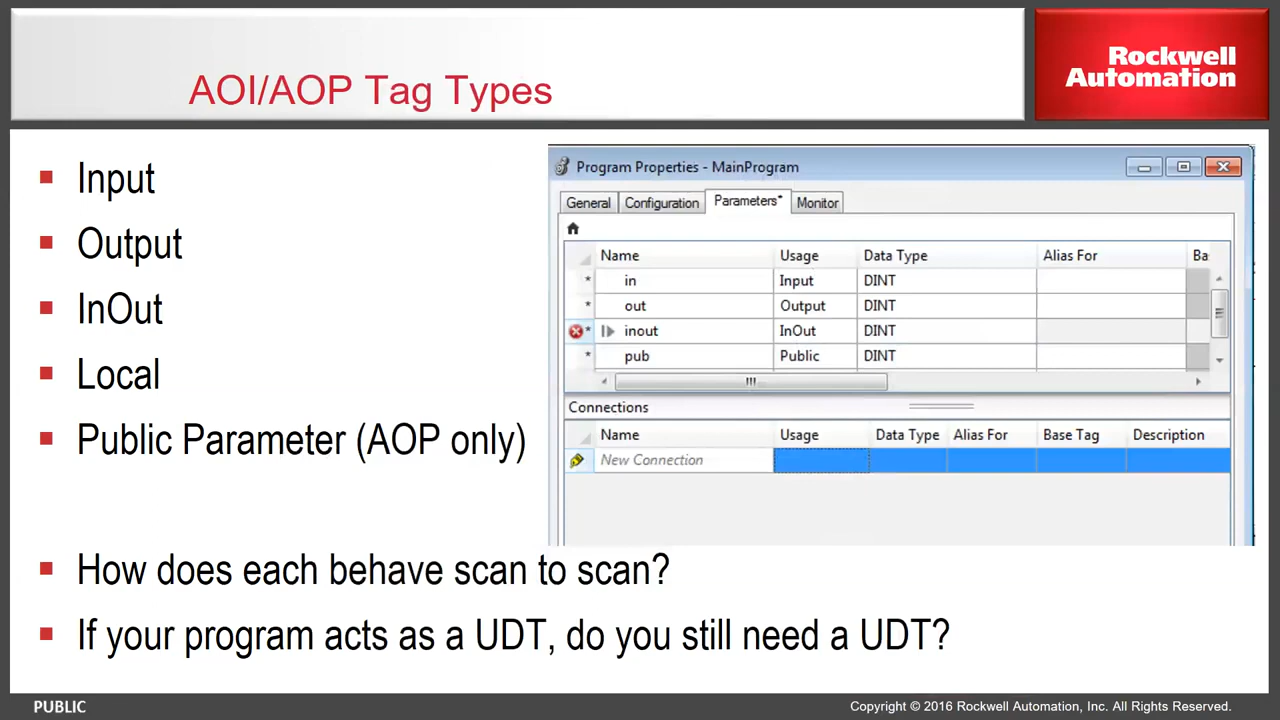 AOI/AOP Tag Types
Rockwell
Automation
Input
Output
InOut
Local
Public Parameter (AOP only)
How does each behave scan to scan?
If your program acts as a UDT, do you still need a UDT?
Program Properties - MainProgram
General Configuration Parameters* Monitor
Name Usage Data Type Alias For Ba
* in Input DINT
* out Output DINT
* inout InOut DINT
* pub Public DINT
Connections
Name Usage Data Type Alias For Base Tag Description
New Connection
PUBLIC
Copyright © 2016 Rockwell Automation, Inc. All Rights Reserved.